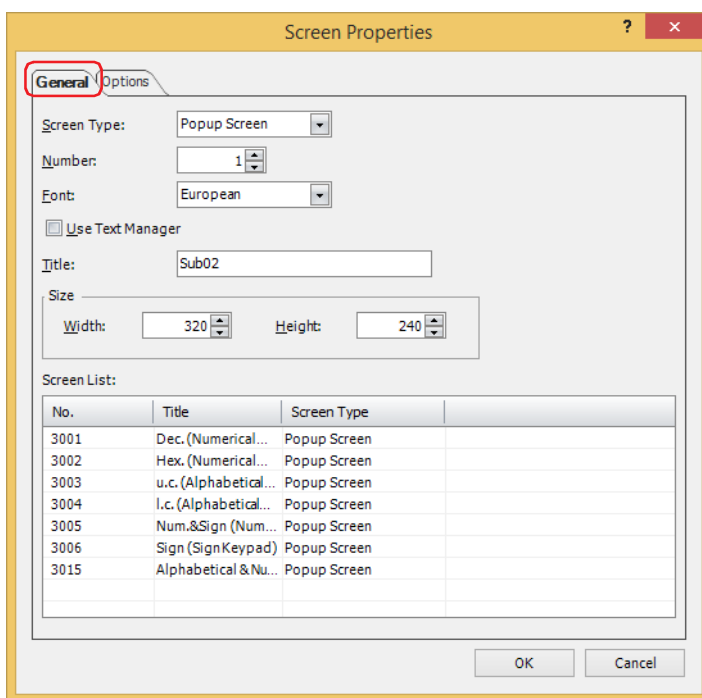 Screen Properties ?
General Options
Screen Type: Popup Screen
Number: 1
Font: European
Use Text Manager
Title: Sub02
Size
Width: 320 Height: 240
Screen List:
No. Title Screen Type
3001 Dec. (Numerical... Popup Screen
3002 Hex. (Numerical... Popup Screen
3003 u.c. (Alphabetical... Popup Screen
3004 l.c. (Alphabetical... Popup Screen
3005 Num.&Sign (Num... Popup Screen
3006 Sign (Sign Keypad) Popup Screen
3015 Alphabetical & Nu... Popup Screen
OK Cancel